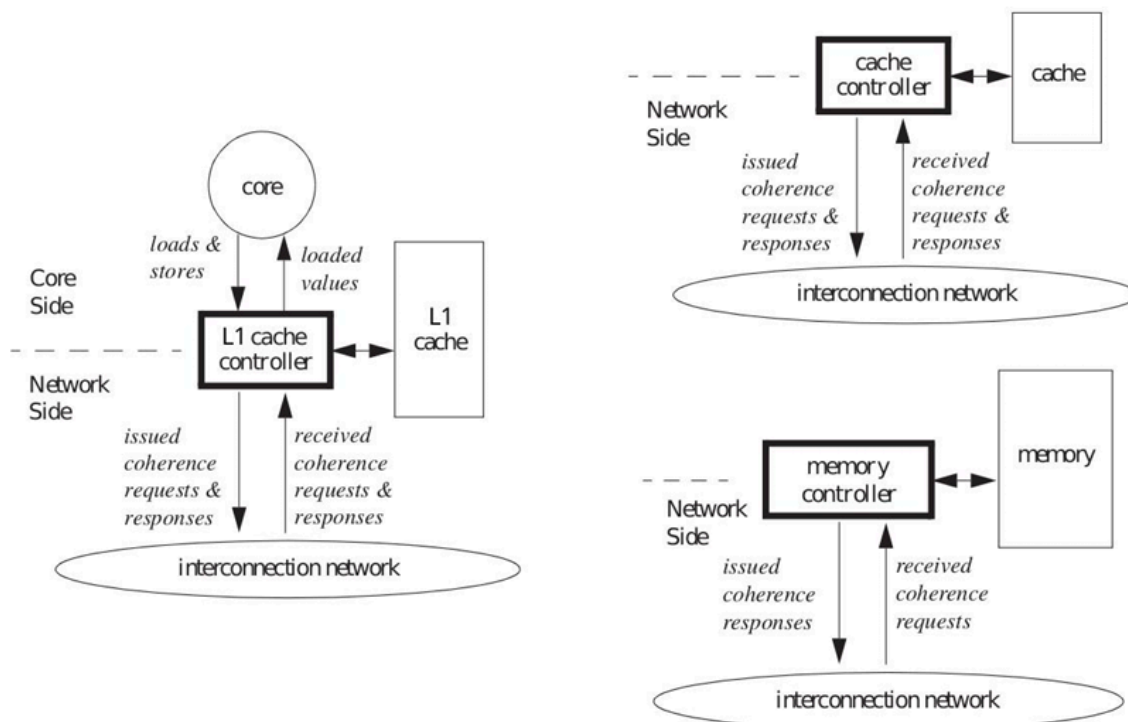 core
loads &
stores
loaded
values
Core
Side
L1 cache
controller
L1
cache
Network
Side
issued
coherence
requests &
responses
received
coherence
requests &
responses
interconnection network
cache
controller
cache
Network
Side
issued
coherence
requests &
responses
received
coherence
requests &
responses
interconnection network
memory
controller
memory
Network
Side
issued
coherence
responses
received
coherence
requests
interconnection network